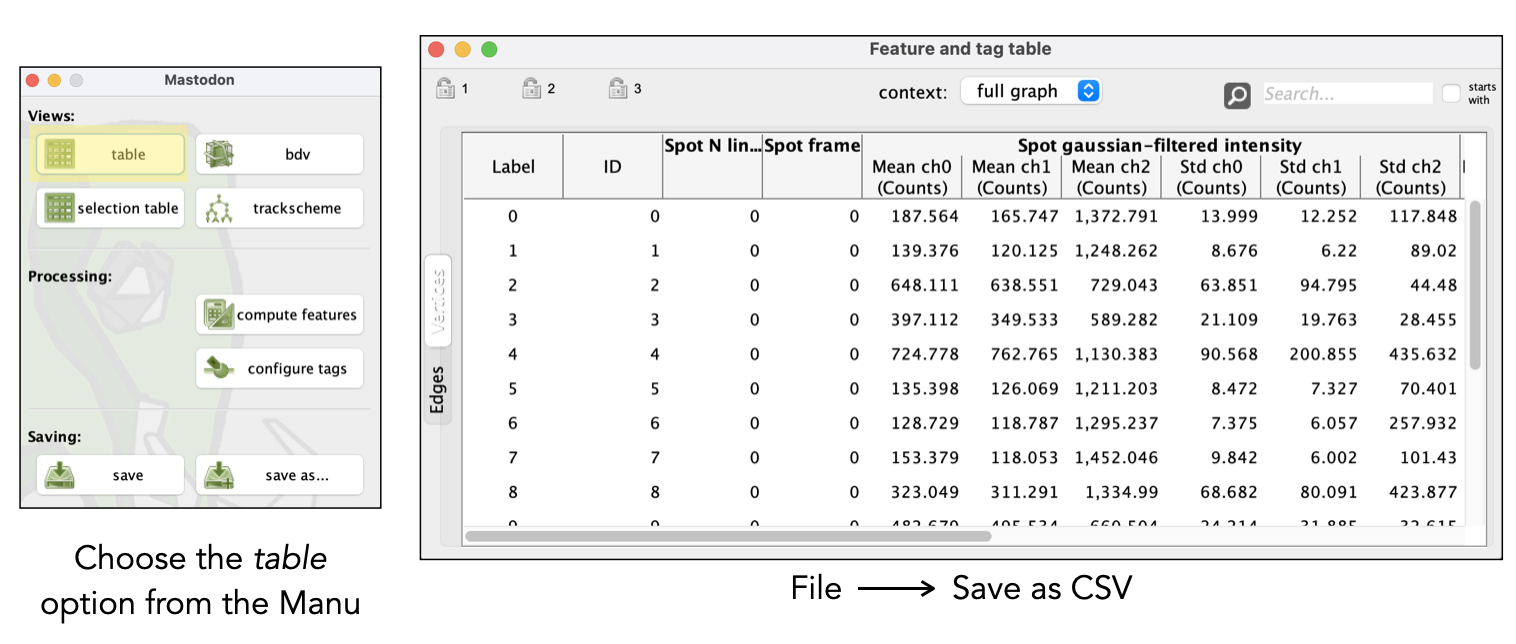 Mastodon
Views:
table
bdv
selection table
trackscheme
Processing:
compute features
configure tags
Saving:
save
save as...
Choose the table
option from the Manu
Feature and tag table
1 2 3 context: full graph Search... starts
with
Vertices
Edges
Spot N lin... Spot frame Spot gaussian-filtered intensity
Label ID Mean ch0 Mean ch1 Mean ch2 Std ch0 Std ch1 Std ch2
(Counts) (Counts) (Counts) (Counts) (Counts) (Counts)
0 0 0 0 187.564 165.747 1,372.791 13.999 12.252 117.848
1 1 0 0 139.376 120.125 1,248.262 8.676 6.22 89.02
2 2 0 0 648.111 638.551 729.043 63.851 94.795 44.48
3 3 0 0 397.112 349.533 589.282 21.109 19.763 28.455
4 4 0 0 724.778 762.765 1,130.383 90.568 200.855 435.632
5 5 0 0 135.398 126.069 1,211.203 8.472 7.327 70.401
6 6 0 0 128.729 118.787 1,295.237 7.375 6.057 257.932
7 7 0 0 153.379 118.053 1,452.046 9.842 6.002 101.43
8 8 0 0 323.049 311.291 1,334.99 68.682 80.091 423.877
File ⟶ Save as CSV